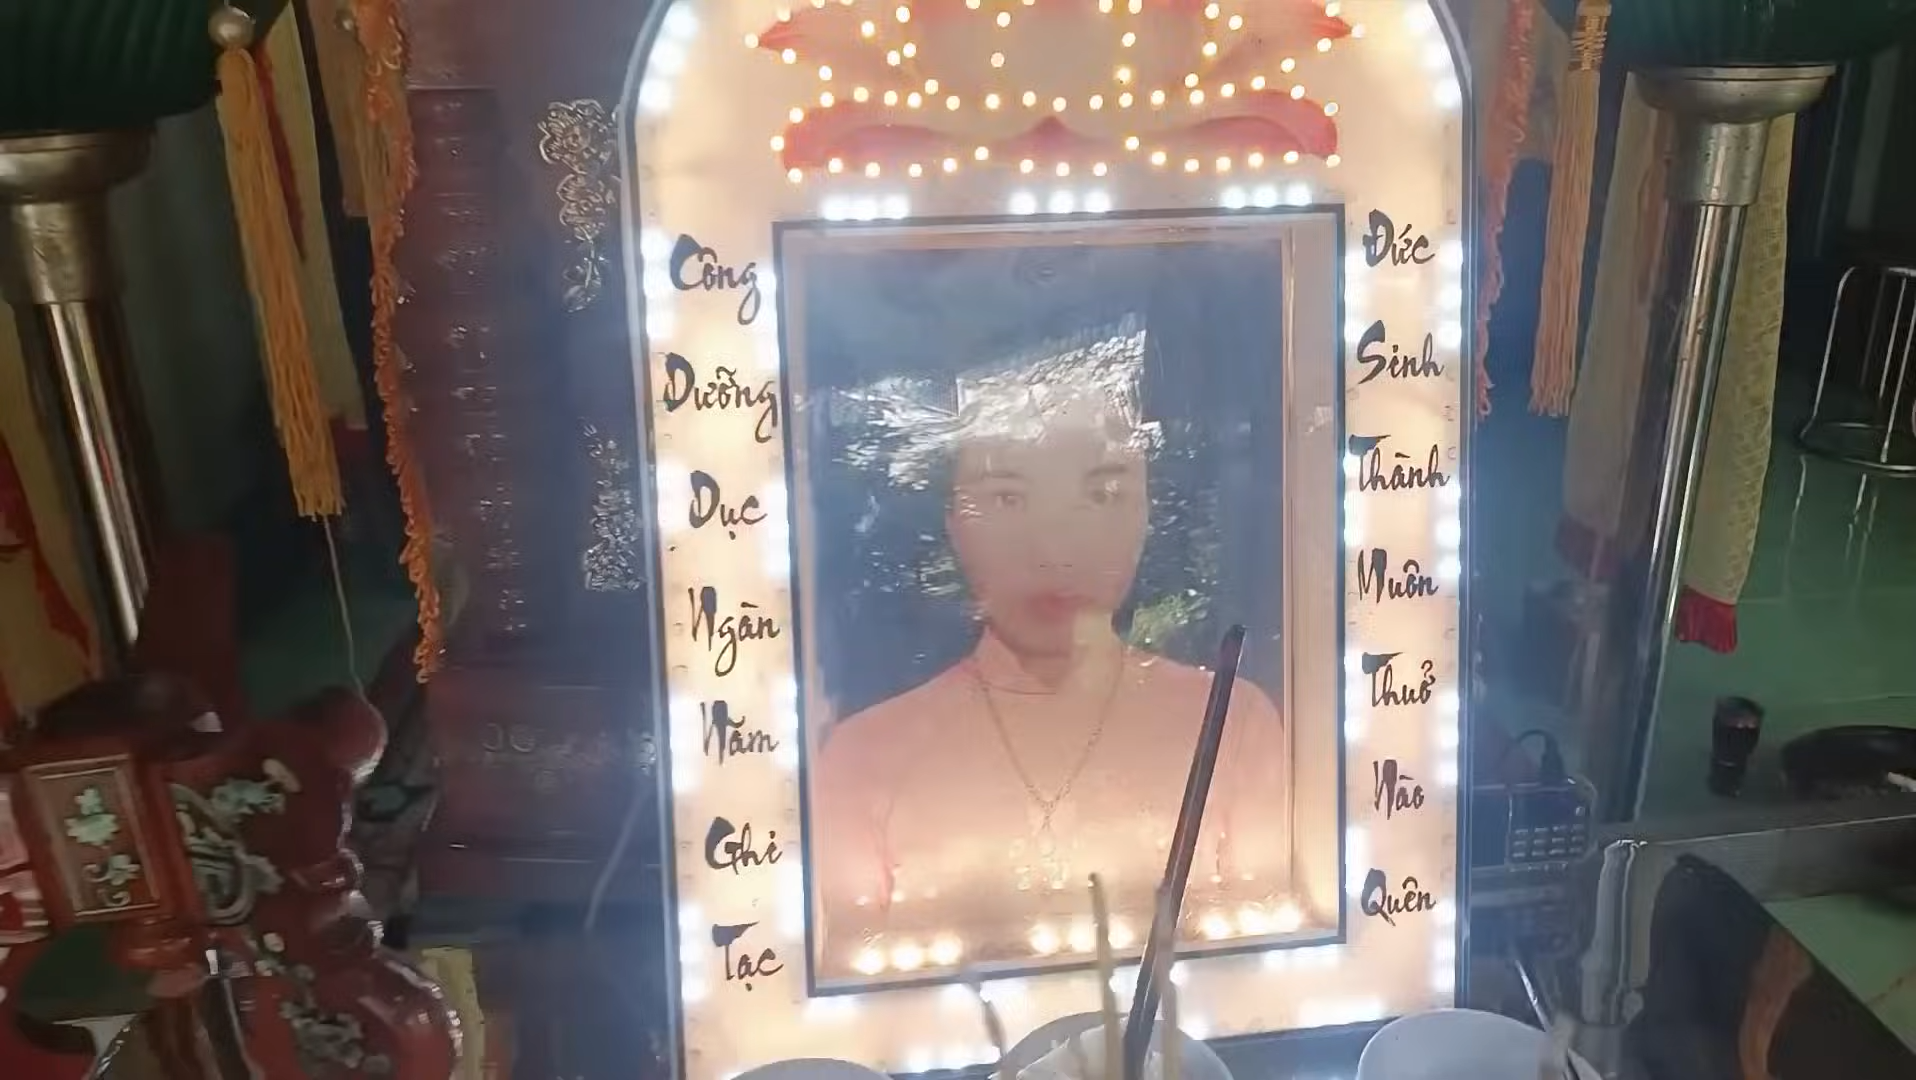 Công
Dưỡng
Dục
Ngàn
Năm
Ghi
Tạc
Đức
Sinh
Thành
Muôn
Thuở
Nào
Quên